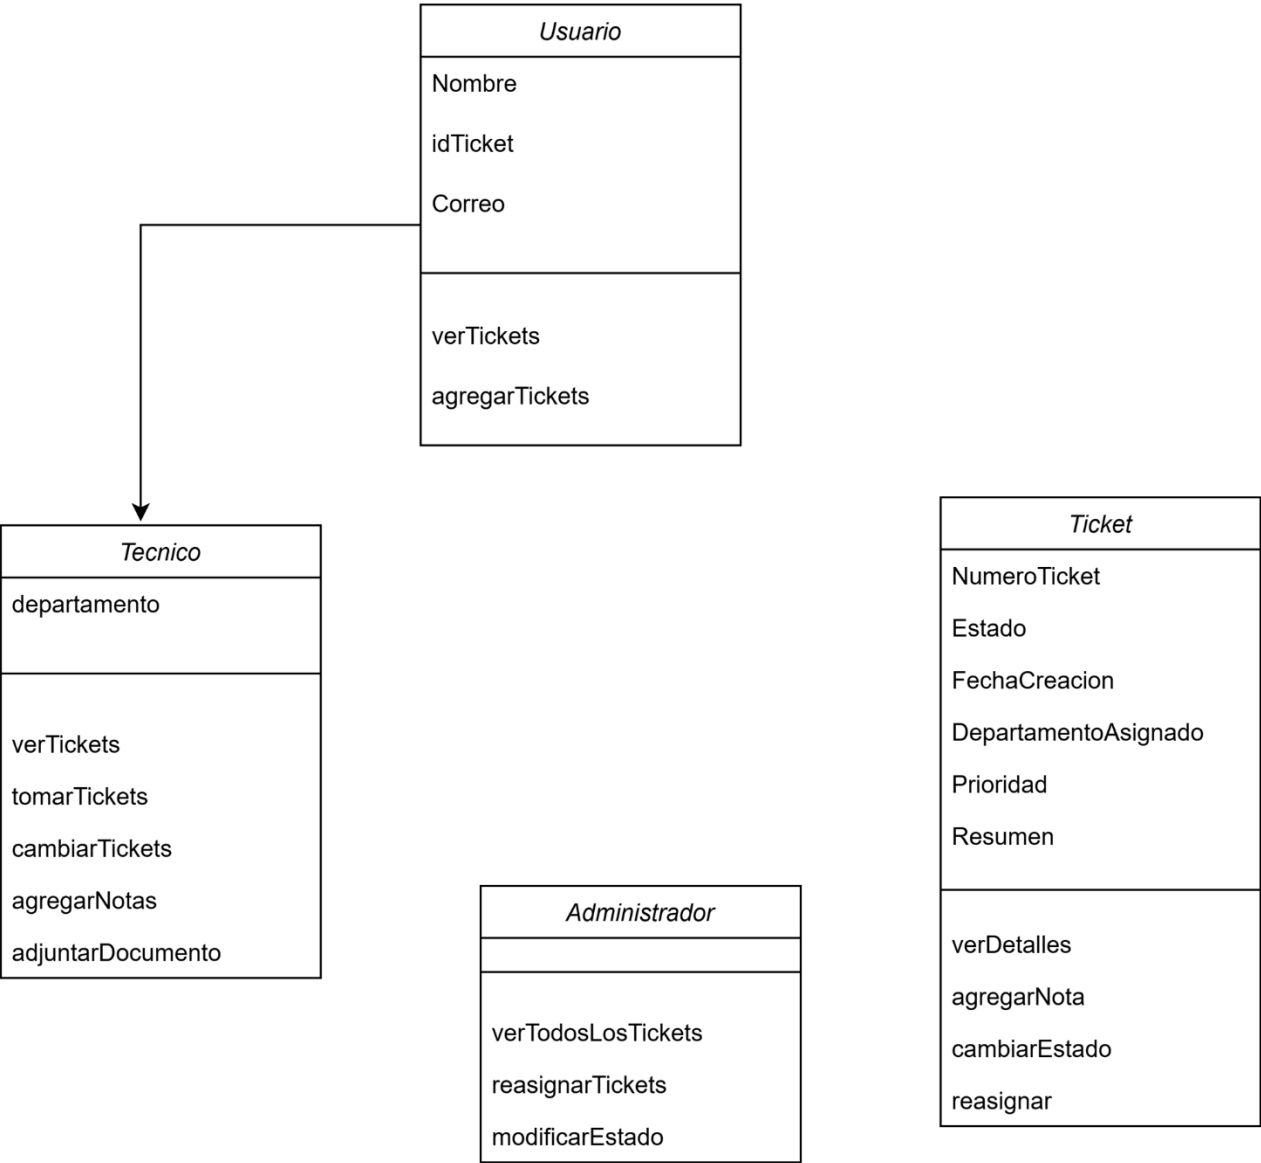 Usuario
Nombre
idTicket
Correo
verTickets
agregarTickets
Tecnico
departamento
verTickets
tomarTickets
cambiarTickets
agregarNotas
adjuntarDocumento
Administrador
verTodosLosTickets
reasignarTickets
modificarEstado
Ticket
NumeroTicket
Estado
FechaCreacion
DepartamentoAsignado
Prioridad
Resumen
verDetalles
agregarNota
cambiarEstado
reasignar